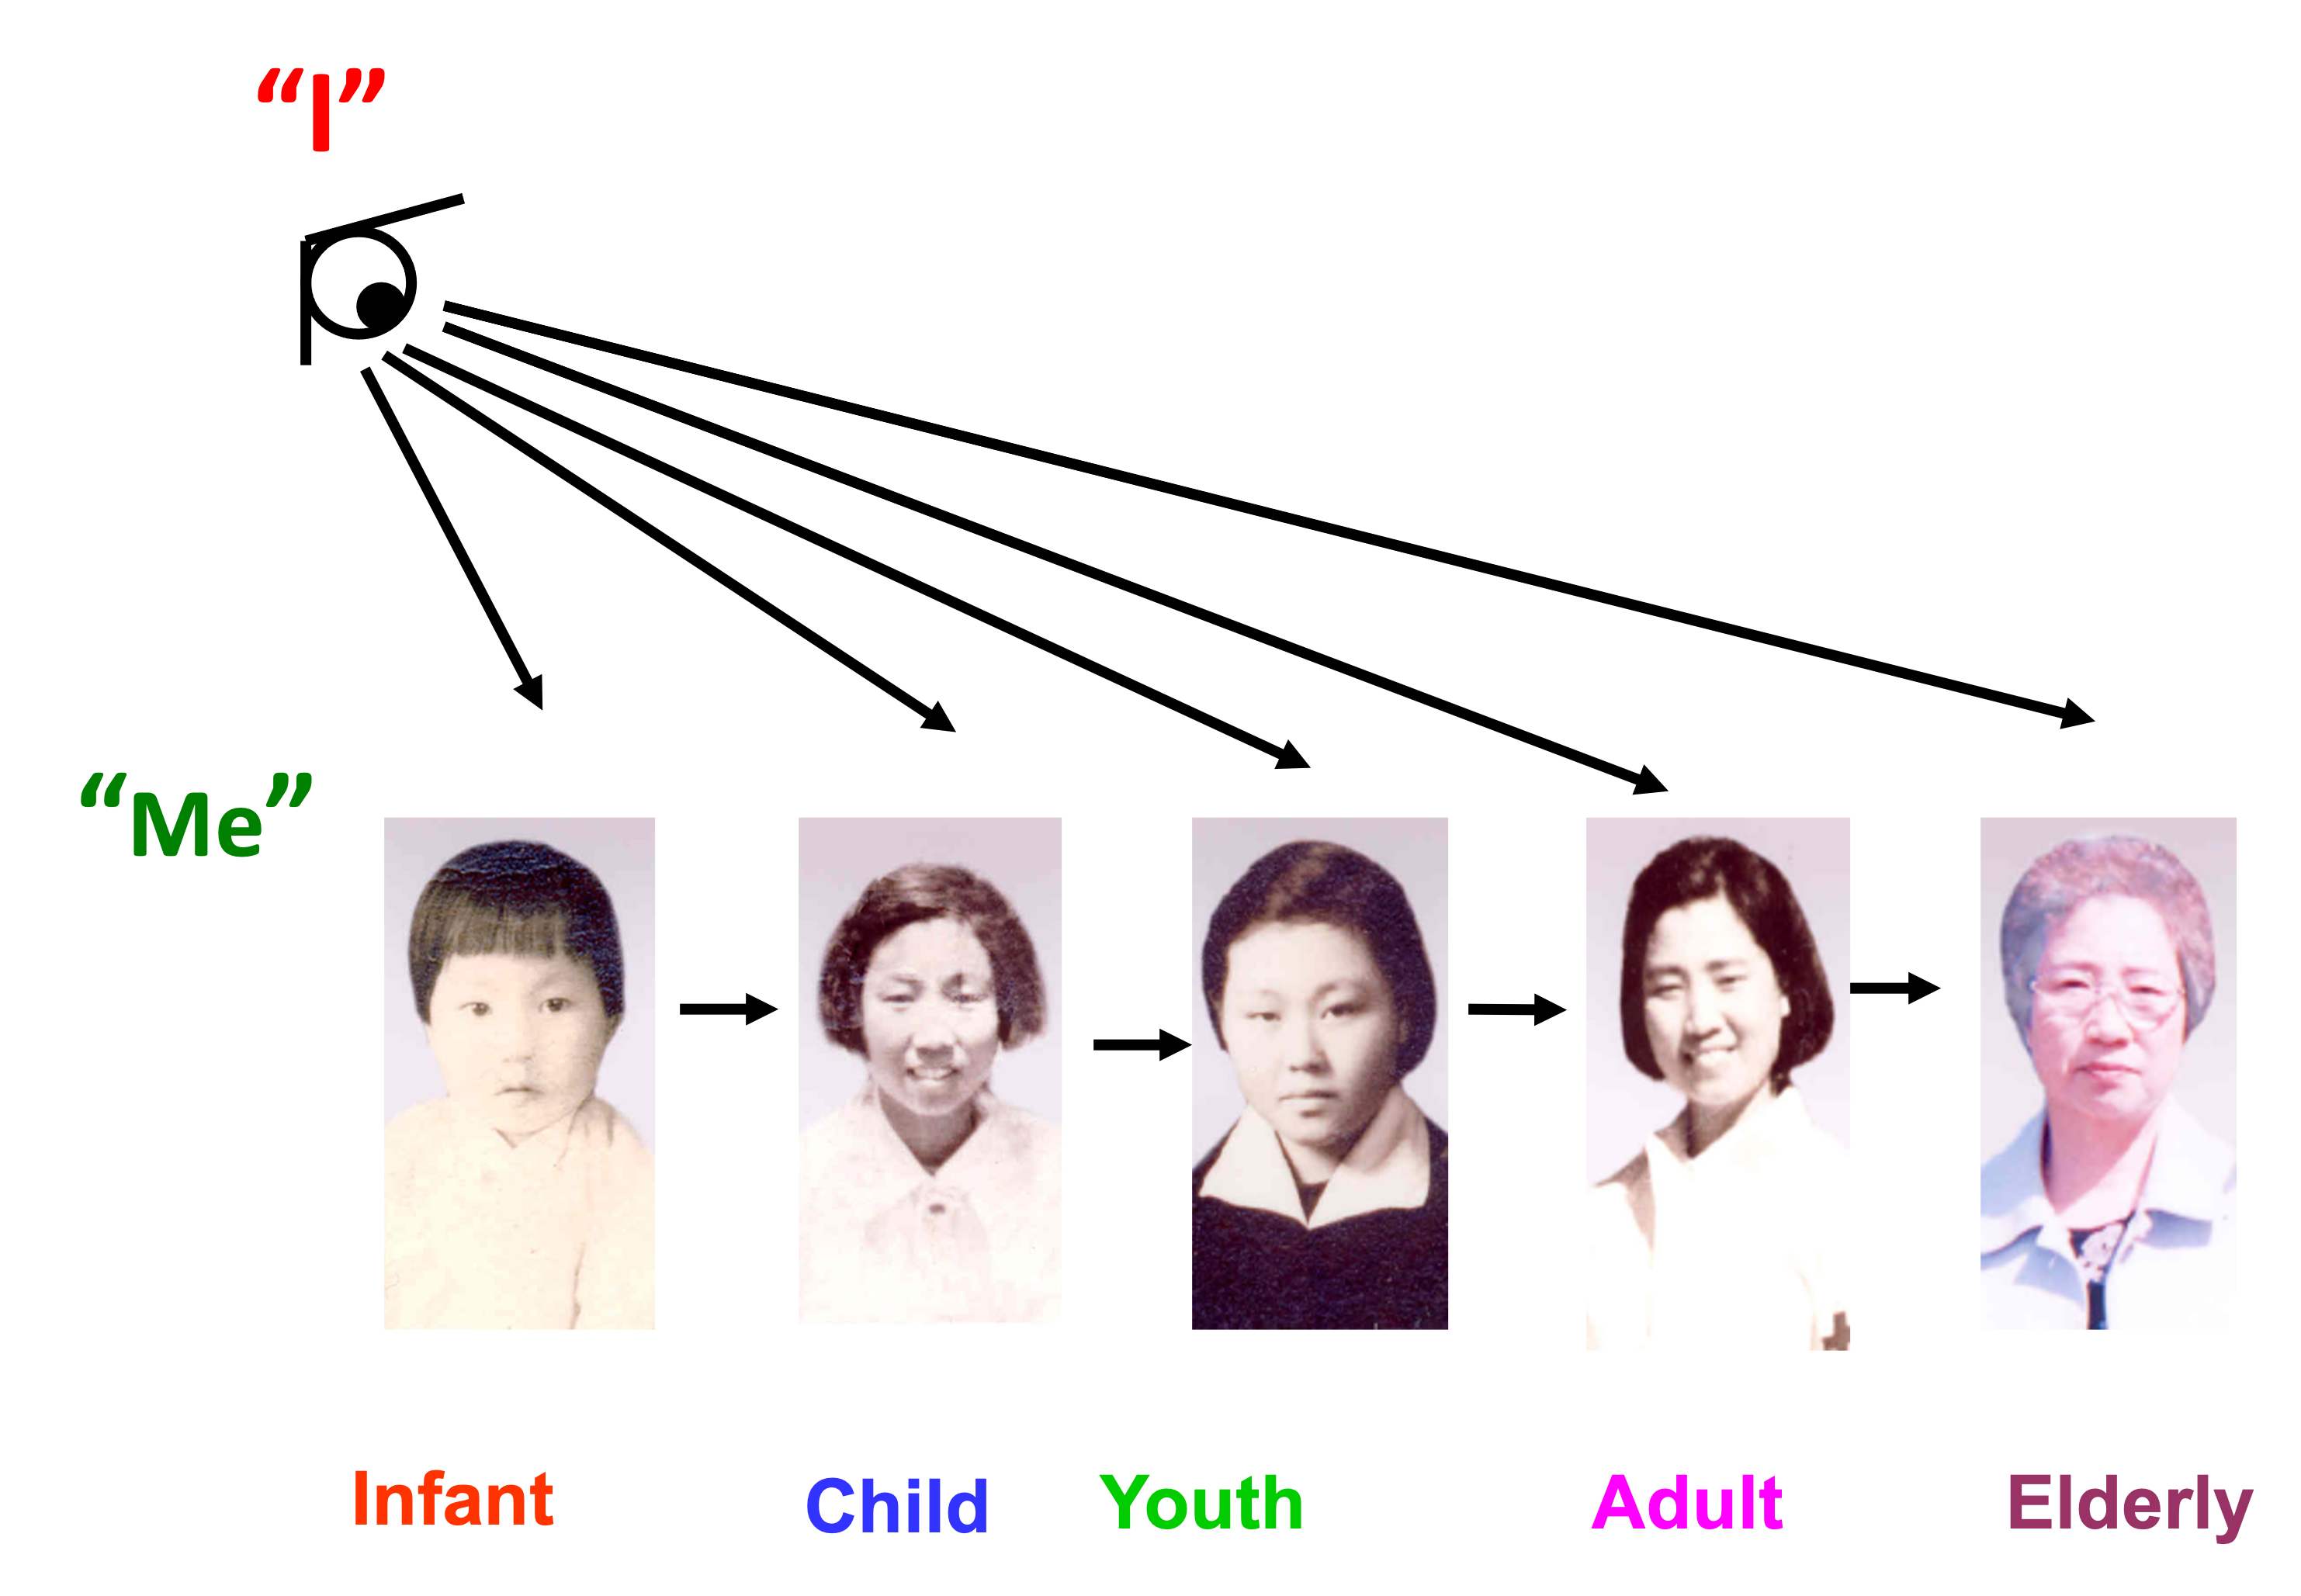 “I”
“Me”
Infant
Child
Youth
Adult
Elderly